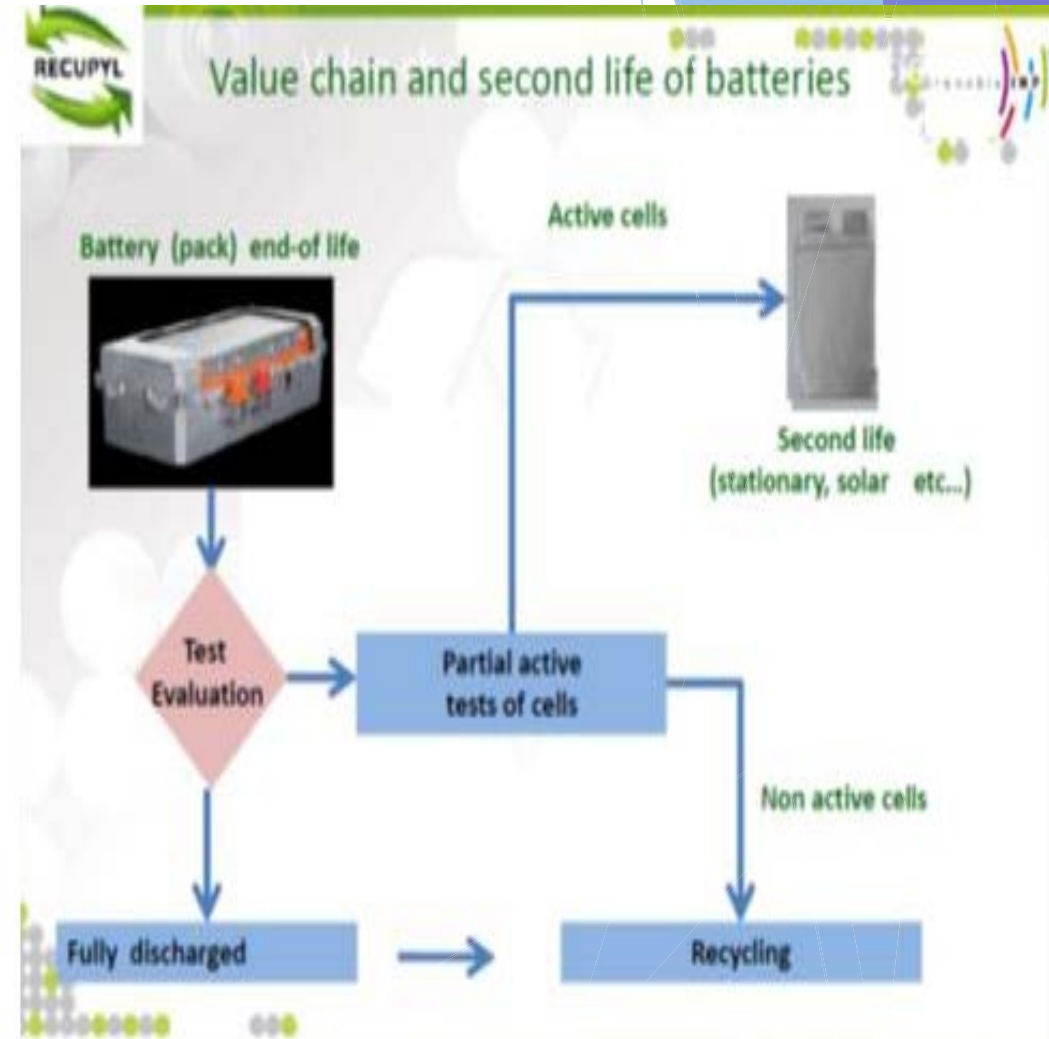 RECUPYL
Value chain and second life of batteries
Active cells
Battery (pack) end-of life
Second life
(stationary, solar etc...)
Test
Evaluation
Partial active
tests of cells
Non active cells
Fully discharged
Recycling